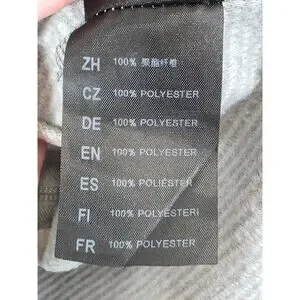 ZH 100% 聚酯纤维
CZ 100% POLYESTER
DE 100% POLYESTER
EN 100% POLYESTER
ES 100% POLIÉSTER
FI 100% POLYESTERI
FR 100% POLYESTER